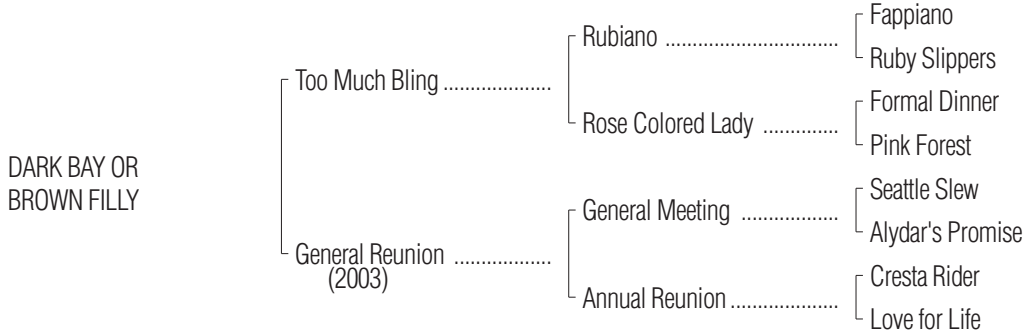 Fappiano
Rubiano ................................
Ruby Slippers
Too Much Bling ....................
Formal Dinner
Rose Colored Lady ..............
Pink Forest
DARK BAY OR
BROWN FILLY
Seattle Slew
General Meeting ..................
Alydar's Promise
General Reunion ..................
(2003)
Cresta Rider
Annual Reunion ....................
Love for Life